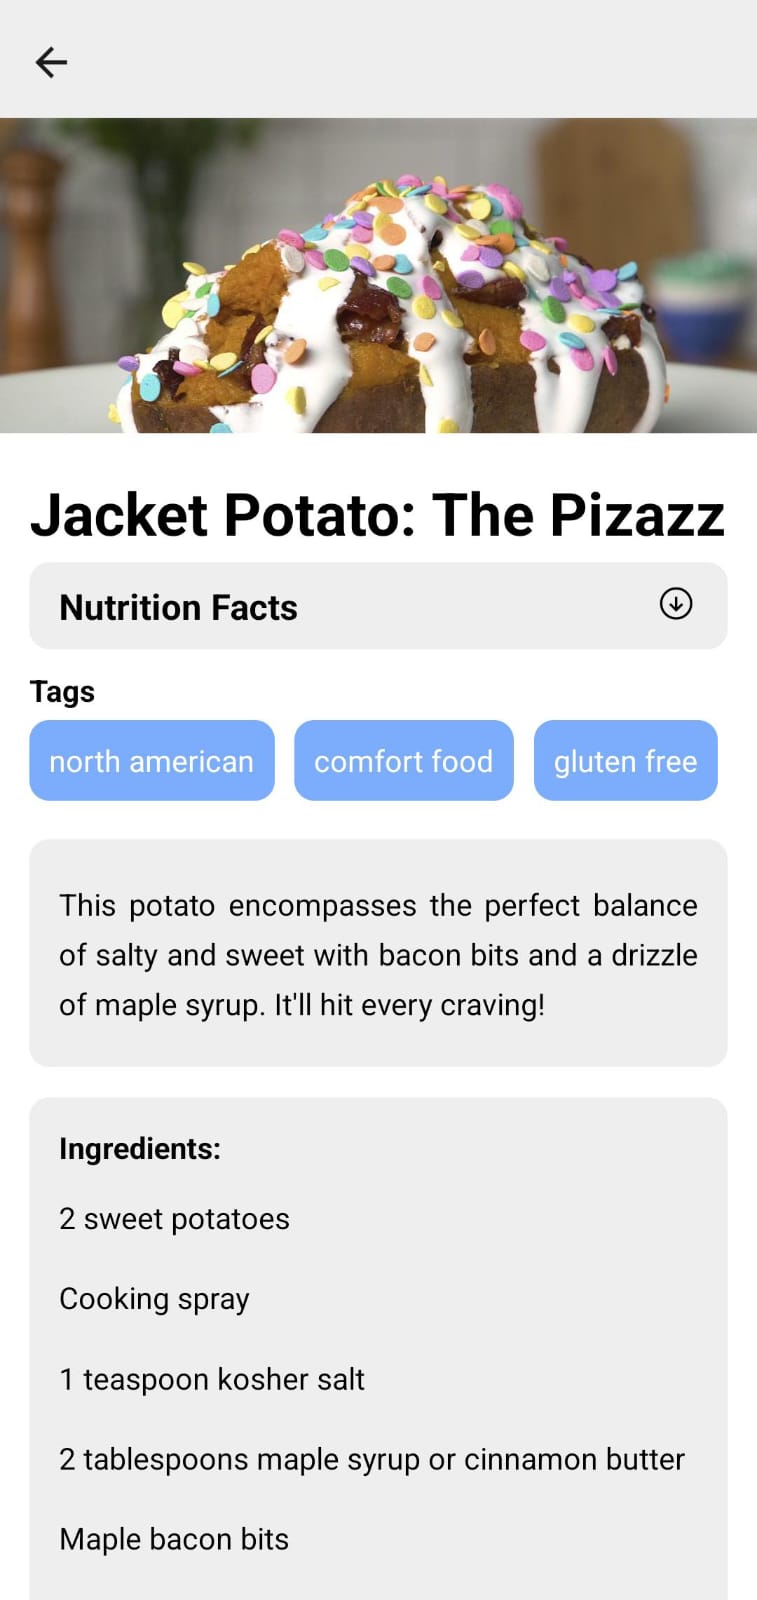 Jacket Potato: The Pizazz
Nutrition Facts
Tags
north american
comfort food
gluten free
This potato encompasses the perfect balance
of salty and sweet with bacon bits and a drizzle
of maple syrup. It'll hit every craving!
Ingredients:
2 sweet potatoes
Cooking spray
1 teaspoon kosher salt
2 tablespoons maple syrup or cinnamon butter
Maple bacon bits